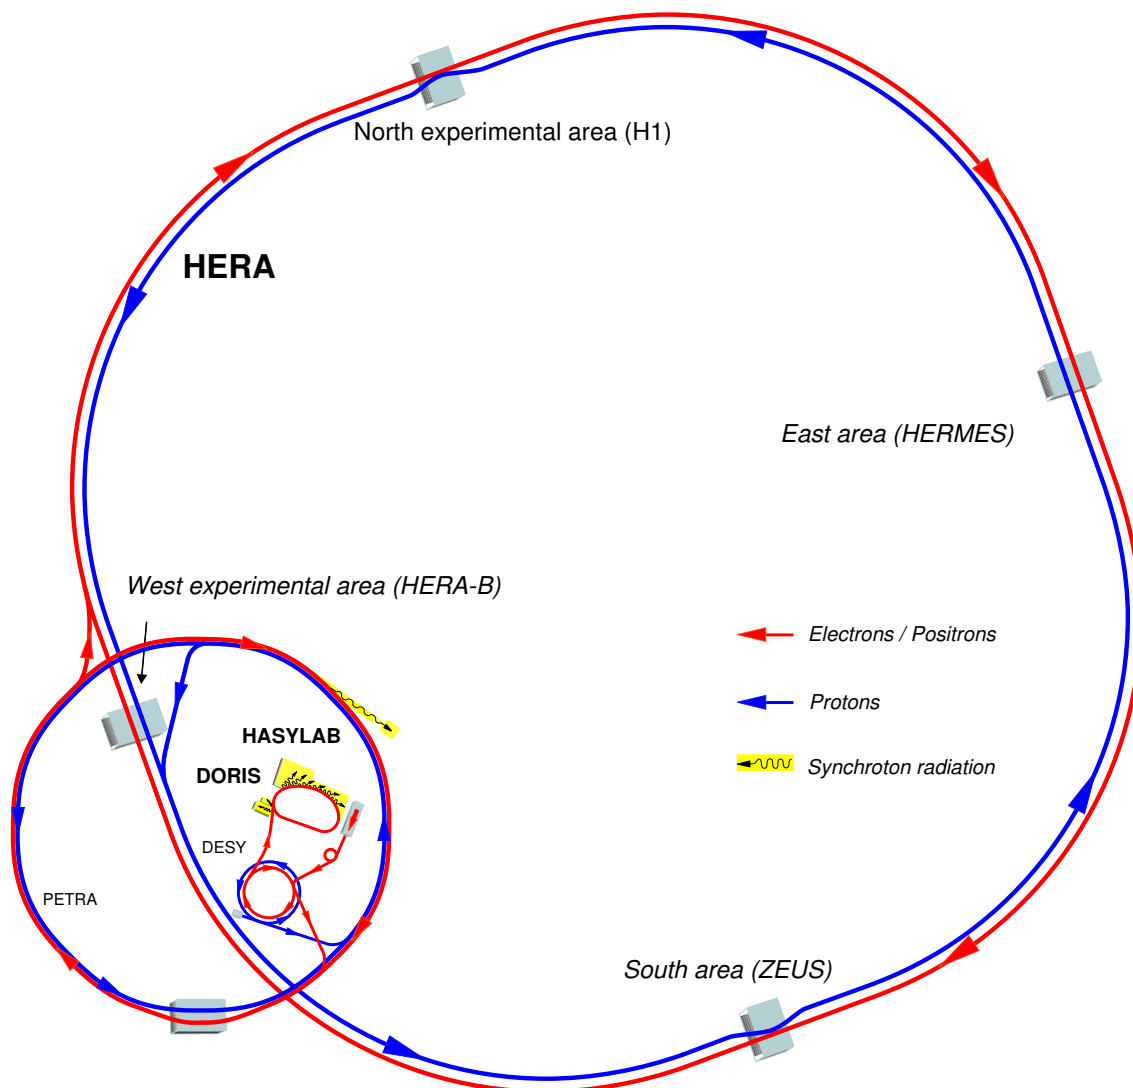 North experimental area (H1)
HERA
East area (HERMES)
West experimental area (HERA-B)
Electrons / Positrons
Protons
Synchroton radiation
HASYLAB
DORIS
DESY
PETRA
South area (ZEUS)